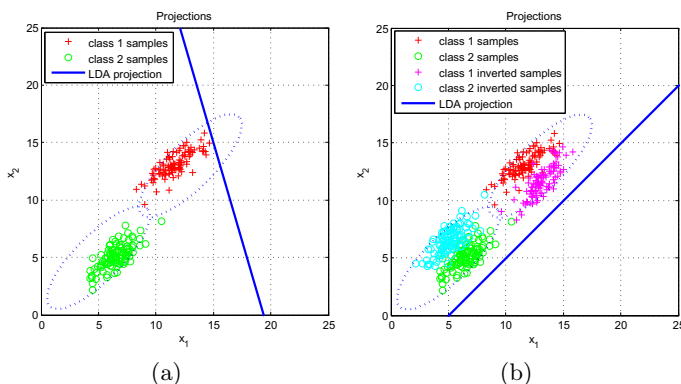 Projections
class 1 samples
class 2 samples
LDA projection
25
20
15
10
5
0
x2
0 5 10 15 20 25
x1
(a)
Projections
class 1 samples
class 2 samples
class 1 inverted samples
class 2 inverted samples
LDA projection
25
20
15
10
5
0
x2
0 5 10 15 20 25
x1
(b)